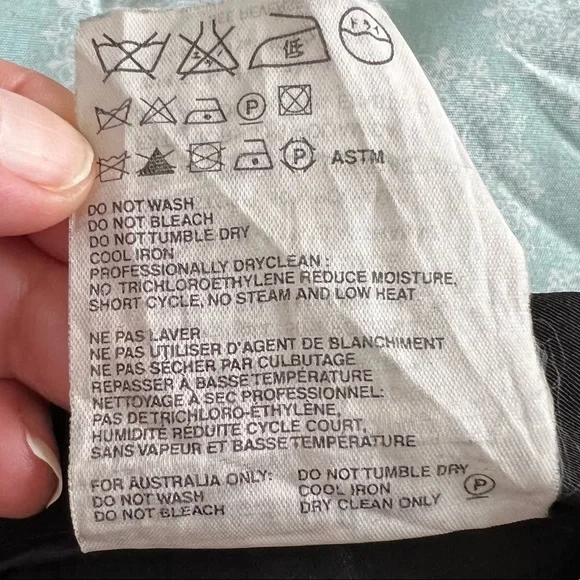 低
P
P ASTM
DO NOT WASH
DO NOT BLEACH
DO NOT TUMBLE DRY
COOL IRON
PROFESSIONALLY DRYCLEAN :
NO TRICHLOROETHYLENE REDUCE MOISTURE,
SHORT CYCLE, NO STEAM AND LOW HEAT
NE PAS LAVER
NE PAS UTILISER D'AGENT DE BLANCHIMENT
NE PAS SÉCHER PAR CULBUTAGE
REPASSER À BASSE TEMPÉRATURE
NETTOYAGE À SEC PROFESSIONNEL:
PAS DE TRICHLORO-ÉTHYLÈNE,
HUMIDITÉ RÉDUITE CYCLE COURT,
SANS VAPEUR ET BASSE TEMPÉRATURE
FOR AUSTRALIA ONLY:
DO NOT WASH
DO NOT BLEACH
DO NOT TUMBLE DRY
COOL IRON
DRY CLEAN ONLY
P